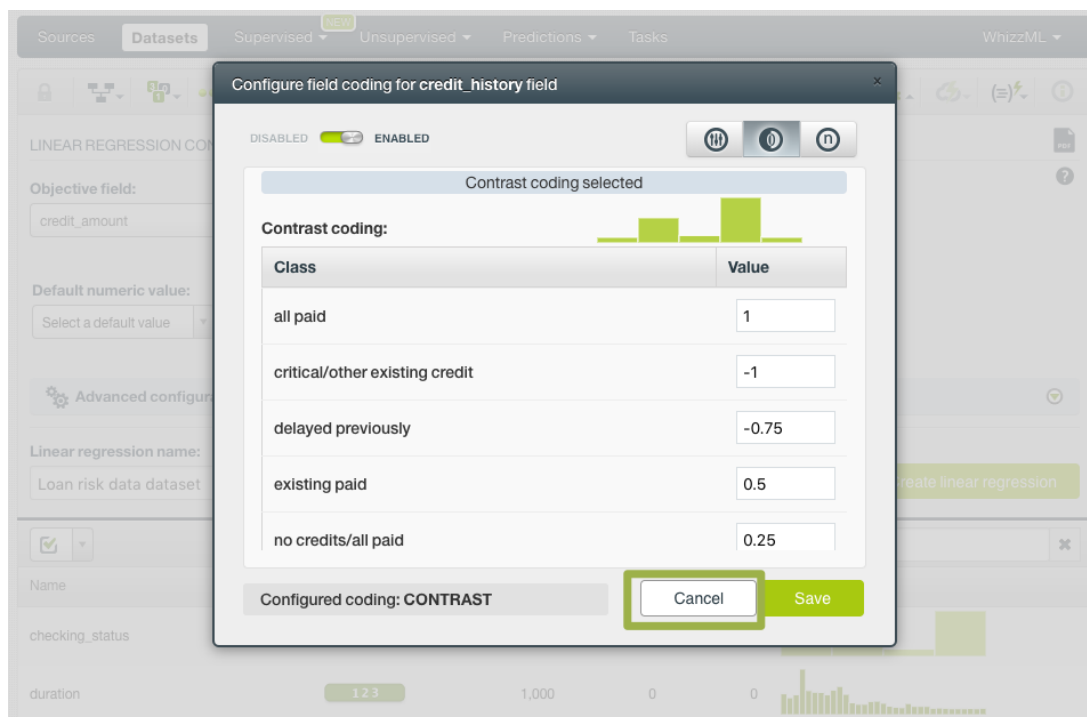 NEW
Sources Datasets Supervised Unsupervised Predictions Tasks WhizzML
Configure field coding for credit_history field ×
LINEAR REGRESSION CON
DISABLED ENABLED
n
PDF
Contrast coding selected
Objective field:
credit_amount
Contrast coding:
Class Value
Default numeric value:
all paid 1
Select a default value
critical/other existing credit -1
Advanced configura
delayed previously -0.75
Linear regression name:
existing paid 0.5
Loan risk data dataset
reate linear regression
no credits/all paid 0.25
Name
Configured coding: CONTRAST Cancel Save
checking_status
duration 123 1,000 0 0